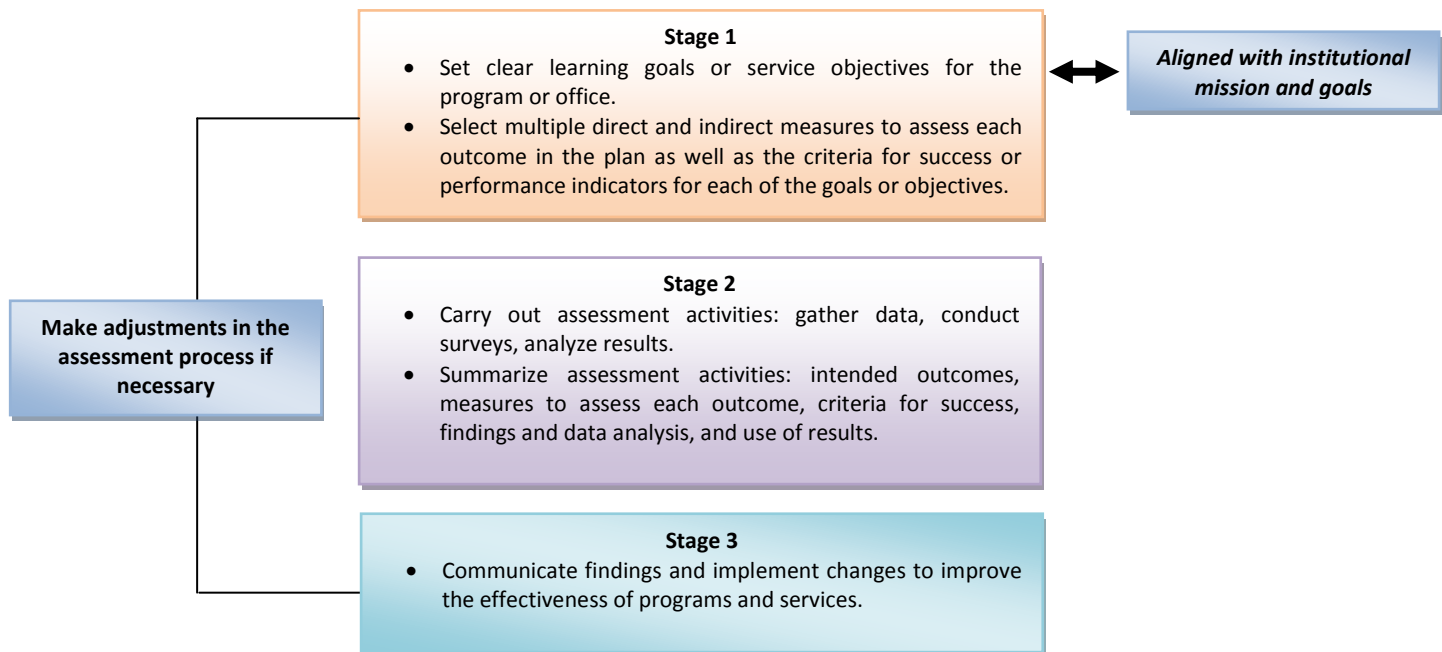 Stage 1
• Set clear learning goals or service objectives for the
program or office.
• Select multiple direct and indirect measures to assess each
outcome in the plan as well as the criteria for success or
performance indicators for each of the goals or objectives.
Aligned with institutional
mission and goals
Stage 2
• Carry out assessment activities: gather data, conduct
surveys, analyze results.
• Summarize assessment activities: intended outcomes,
measures to assess each outcome, criteria for success,
findings and data analysis, and use of results.
Make adjustments in the
assessment process if
necessary
Stage 3
• Communicate findings and implement changes to improve
the effectiveness of programs and services.